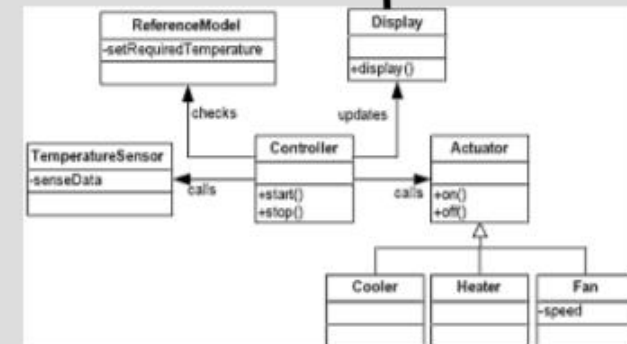 ReferenceModel
-setRequiredTemperature
Display
+display()
checks
updates
TemperatureSensor
-senseData
calls
Controller
+start()
+stop()
calls
Actuator
+on()
+off()
Cooler
Heater
Fan
-speed